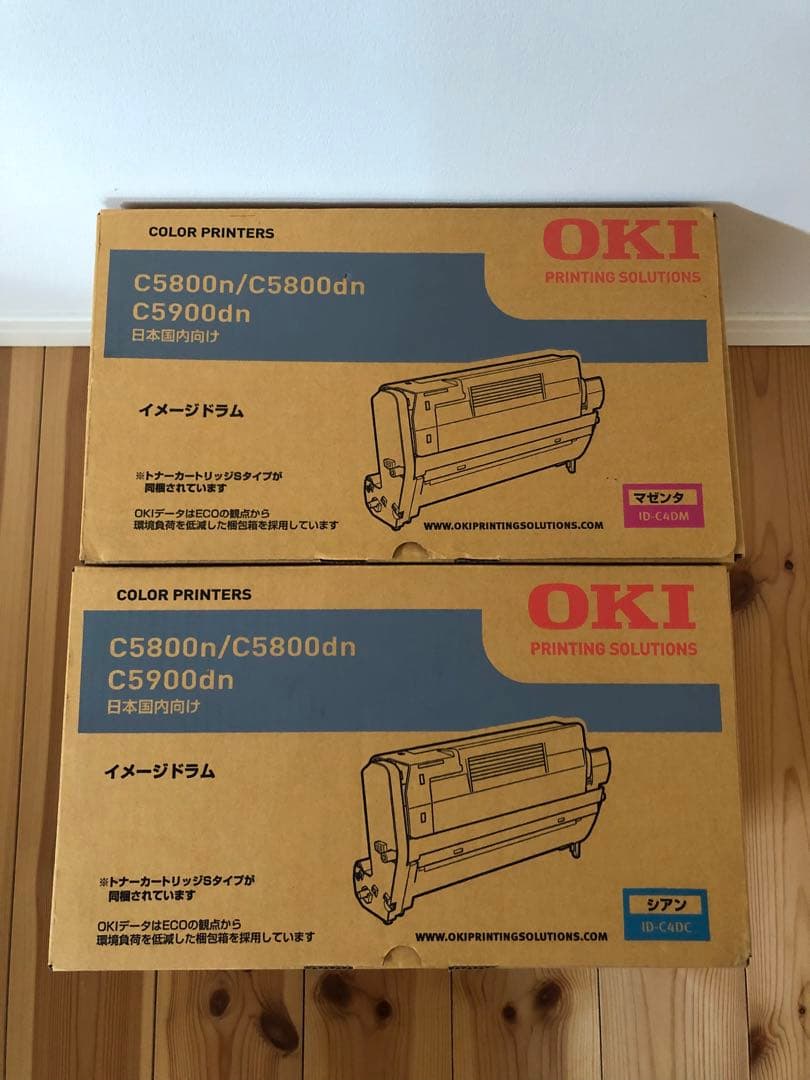 COLOR PRINTERS
OKI
PRINTING SOLUTIONS
C5800n/C5800dn
C5900dn
日本国内向け
イメージドラム
※トナーカートリッジSタイプが
同梱されています
OKIデータはECOの観点から
環境負荷を低減した梱包箱を採用しています
WWW.OKIPRINTINGSOLUTIONS.COM
マゼンタ
ID-C4DM
COLOR PRINTERS
OKI
PRINTING SOLUTIONS
C5800n/C5800dn
C5900dn
日本国内向け
イメージドラム
※トナーカートリッジSタイプが
同梱されています
OKIデータはECOの観点から
環境負荷を低減した梱包箱を採用しています
WWW.OKIPRINTINGSOLUTIONS.COM
シアン
ID-C4DC